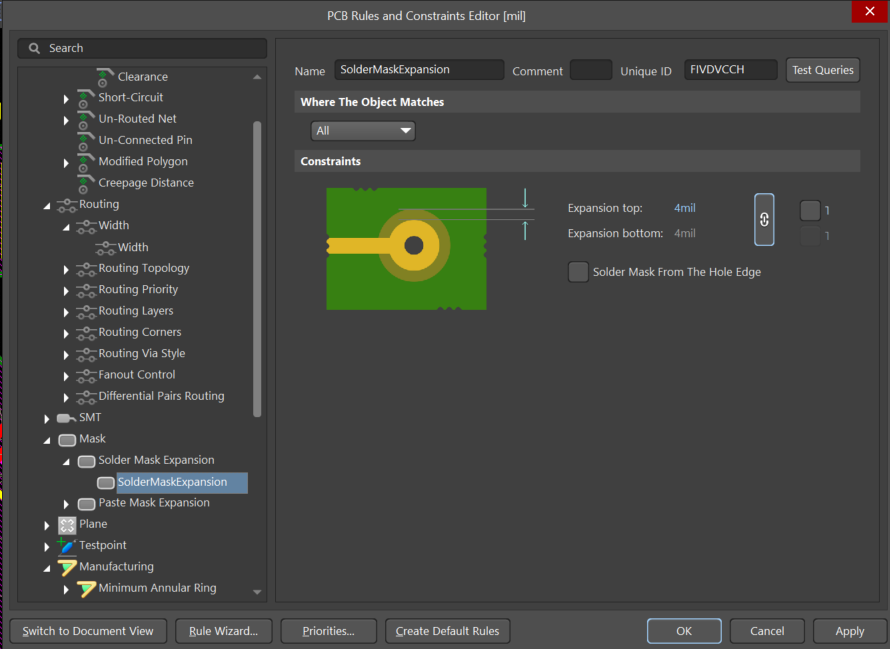 PCB Rules and Constraints Editor [mil]
Search
Clearance
Short-Circuit
Un-Routed Net
Un-Connected Pin
Modified Polygon
Creepage Distance
Routing
Width
Width
Routing Topology
Routing Priority
Routing Layers
Routing Corners
Routing Via Style
Fanout Control
Differential Pairs Routing
SMT
Mask
Solder Mask Expansion
SolderMaskExpansion
Paste Mask Expansion
Plane
Testpoint
Manufacturing
Minimum Annular Ring
Name SolderMaskExpansion Comment Unique ID FIVDVCCH Test Queries
Where The Object Matches
All
Constraints
Expansion top: 4mil 1
Expansion bottom: 4mil 1
Solder Mask From The Hole Edge
Switch to Document View Rule Wizard... Priorities... Create Default Rules OK Cancel Apply